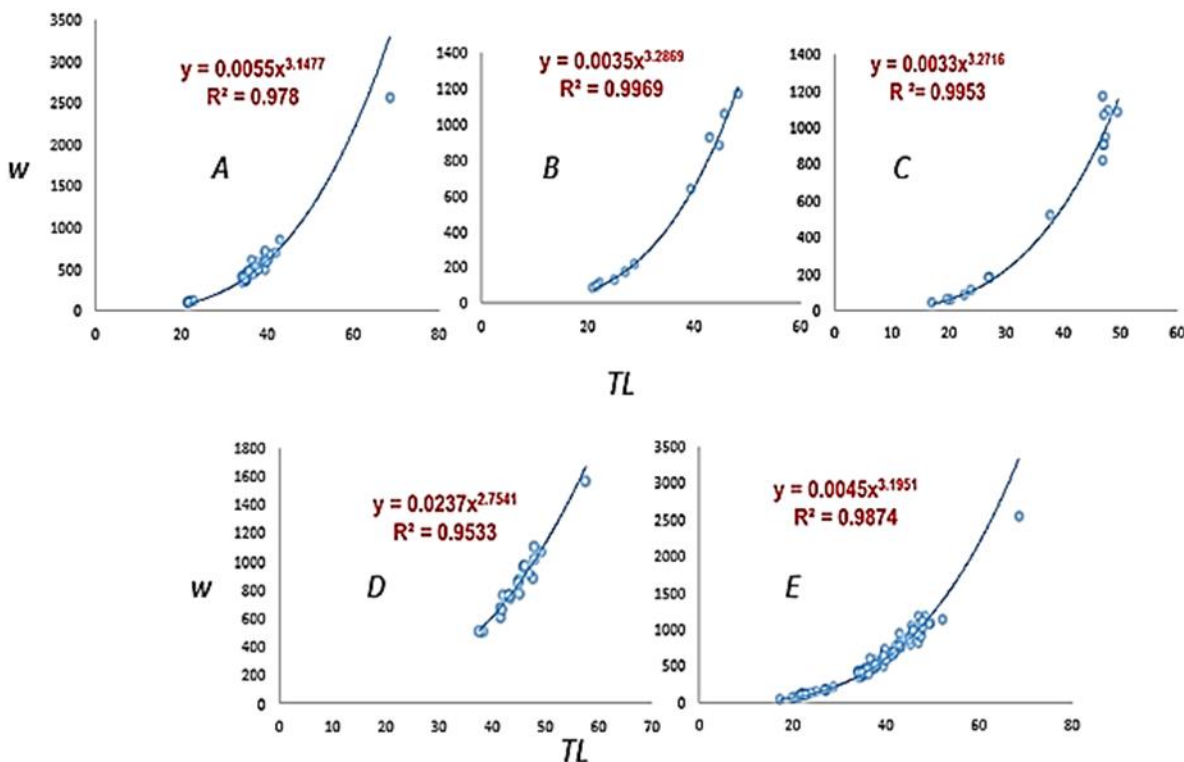 3500
3000
2500
2000
1500
1000
500
0
0 20 40 60 80
y = 0.0055x^3.1477
R² = 0.978
A
w
1400
1200
1000
800
600
400
200
0
0 20 40 60
y = 0.0035x^3.2869
R² = 0.9969
B
1400
1200
1000
800
600
400
200
0
0 10 20 30 40 50 60
y = 0.0033x^3.2716
R ²= 0.9953
C
TL
1800
1600
1400
1200
1000
800
600
400
200
0
0 10 20 30 40 50 60 70
y = 0.0237x^2.7541
R² = 0.9533
D
w
TL
3500
3000
2500
2000
1500
1000
500
0
0 20 40 60 80
y = 0.0045x^3.1951
R² = 0.9874
E